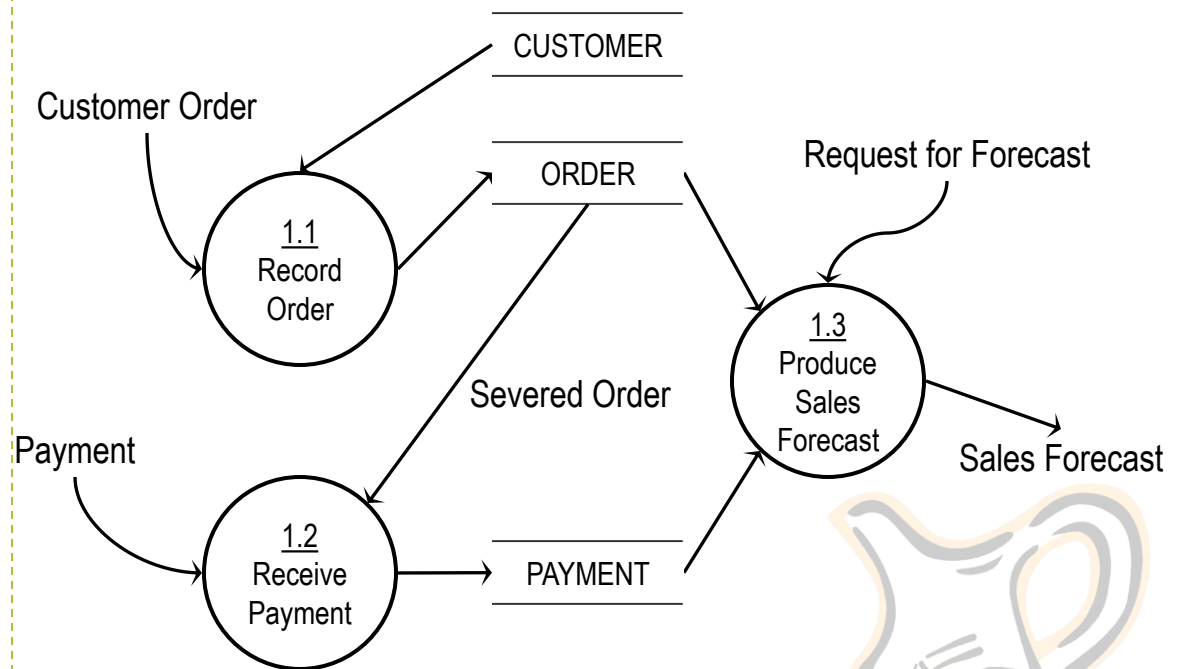 CUSTOMER
Customer Order
ORDER
Request for Forecast
1.1
Record
Order
1.3
Produce
Sales
Forecast
Severed Order
Payment
Sales Forecast
1.2
Receive
Payment
PAYMENT